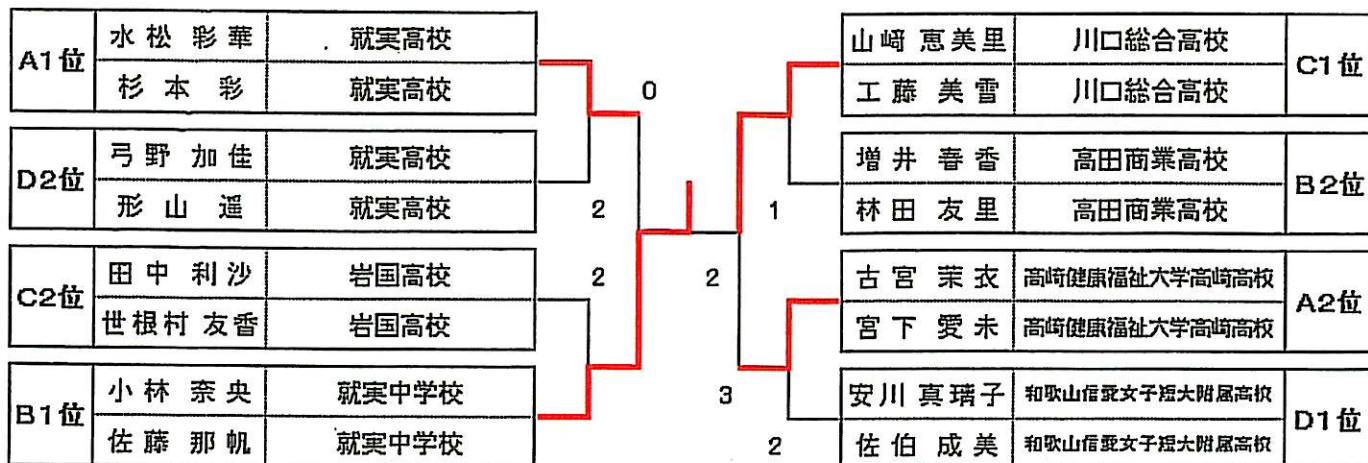 A1位 水松 彩華 就実高校
杉本 彩 就実高校
D2位 弓野 加佳 就実高校
形山 遥 就実高校
C2位 田中 利沙 岩国高校
世根村 友香 岩国高校
B1位 小林 奈央 就実中学校
佐藤 那帆 就実中学校
0
2
2
1
2
3
2
山﨑 恵美里 川口総合高校 C1位
工藤 美雪 川口総合高校
増井 春香 高田商業高校 B2位
林田 友里 高田商業高校
古宮 茉衣 高崎健康福祉大学高崎高校 A2位
宮下 愛未 高崎健康福祉大学高崎高校
安川 真瑞子 和歌山信愛女子短大附属高校 D1位
佐伯 成美 和歌山信愛女子短大附属高校